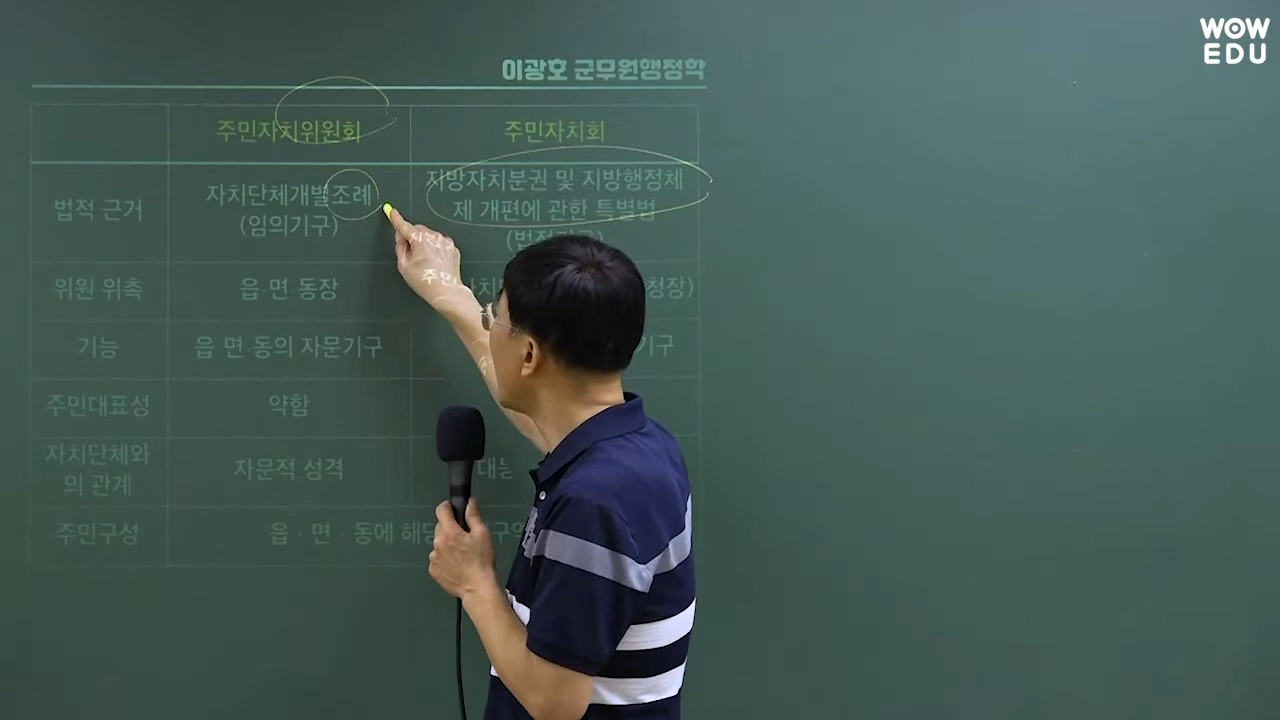 WOW
EDU
이광호 군무원행정학
주민자치위원회
주민자치회
법적 근거
자치단체개별조례
(임의기구)
지방자치분권 및 지방행정체
제 개편에 관한 특별법
위원 위촉
읍·면·동장
청장)
기능
읍·면·동의 자문기구
기구
주민대표성
약함
자치단체와
의 관계
자문적 성격
대등
주민구성
읍·면·동에 해당